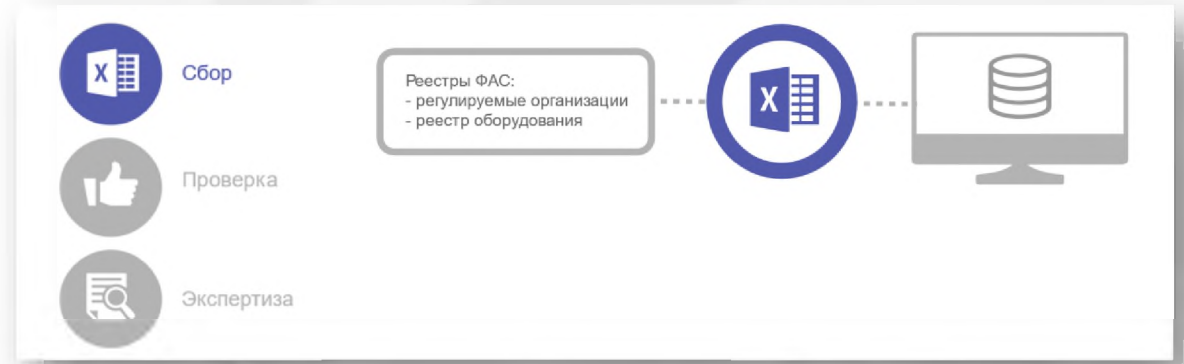 Сбор
Реестры ФАС:
- регулируемые организации
- реестр оборудования
X
X
Проверка
Экспертиза